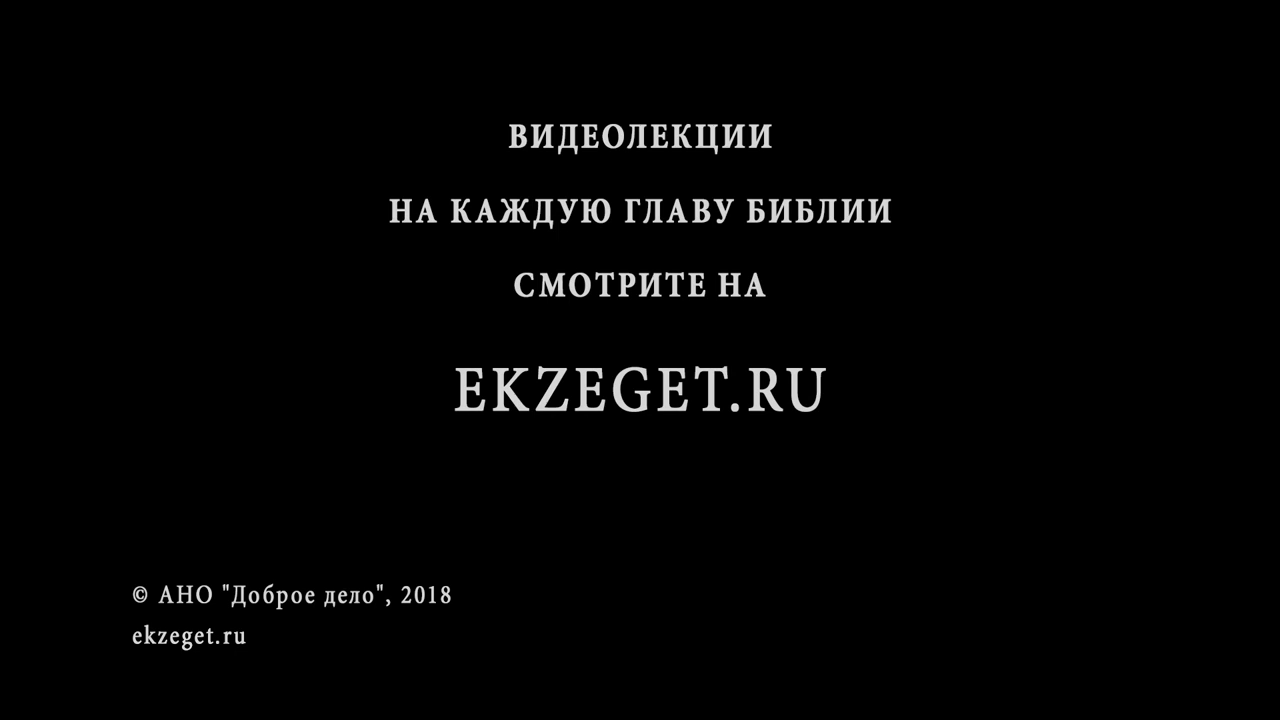 ВИДЕОЛЕКЦИИ
НА КАЖДУЮ ГЛАВУ БИБЛИИ
СМОТРИТЕ НА
EKZEGET.RU
© АНО "Доброе дело", 2018
ekzeget.ru